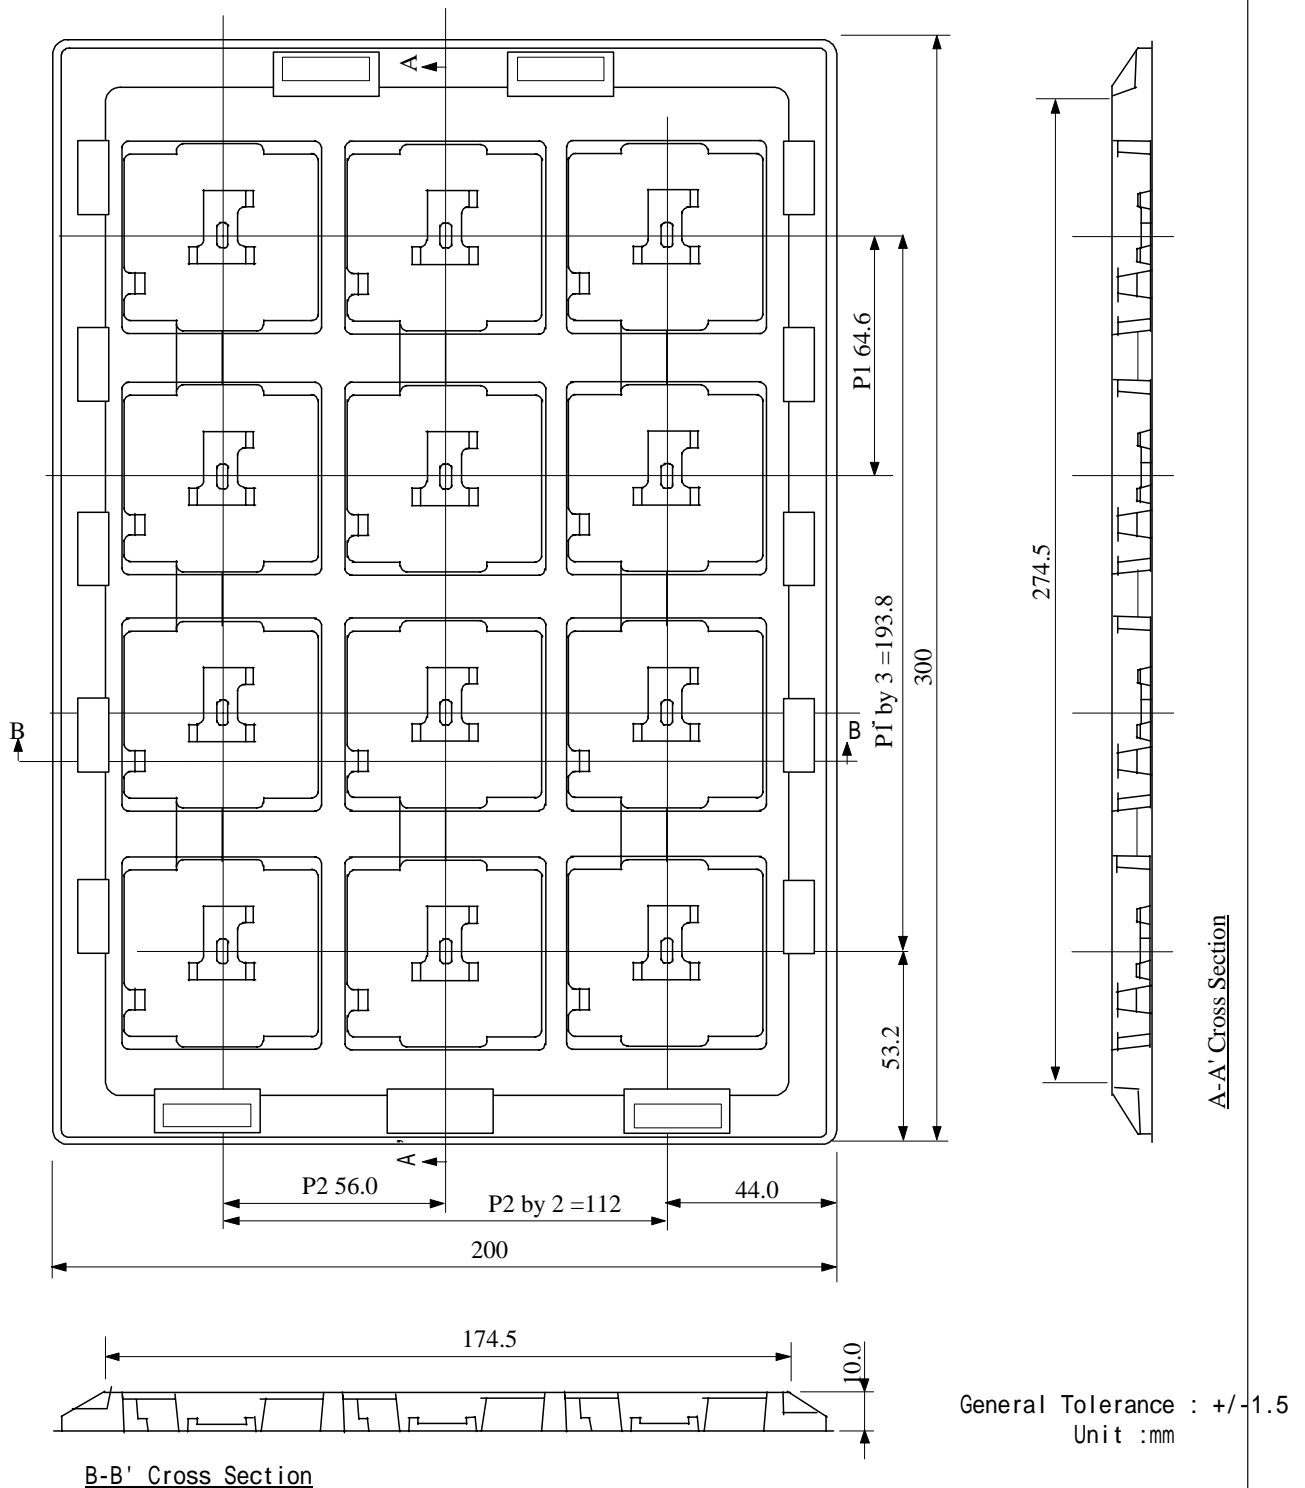 A
300
P1 64.6
274.5
P1 by 3 =193.8
B
B'
53.2
A-A' Cross Section
A'
P2 56.0
P2 by 2 =112
44.0
200
174.5
10.0
General Tolerance : +/-1.5
Unit :mm
B-B' Cross Section